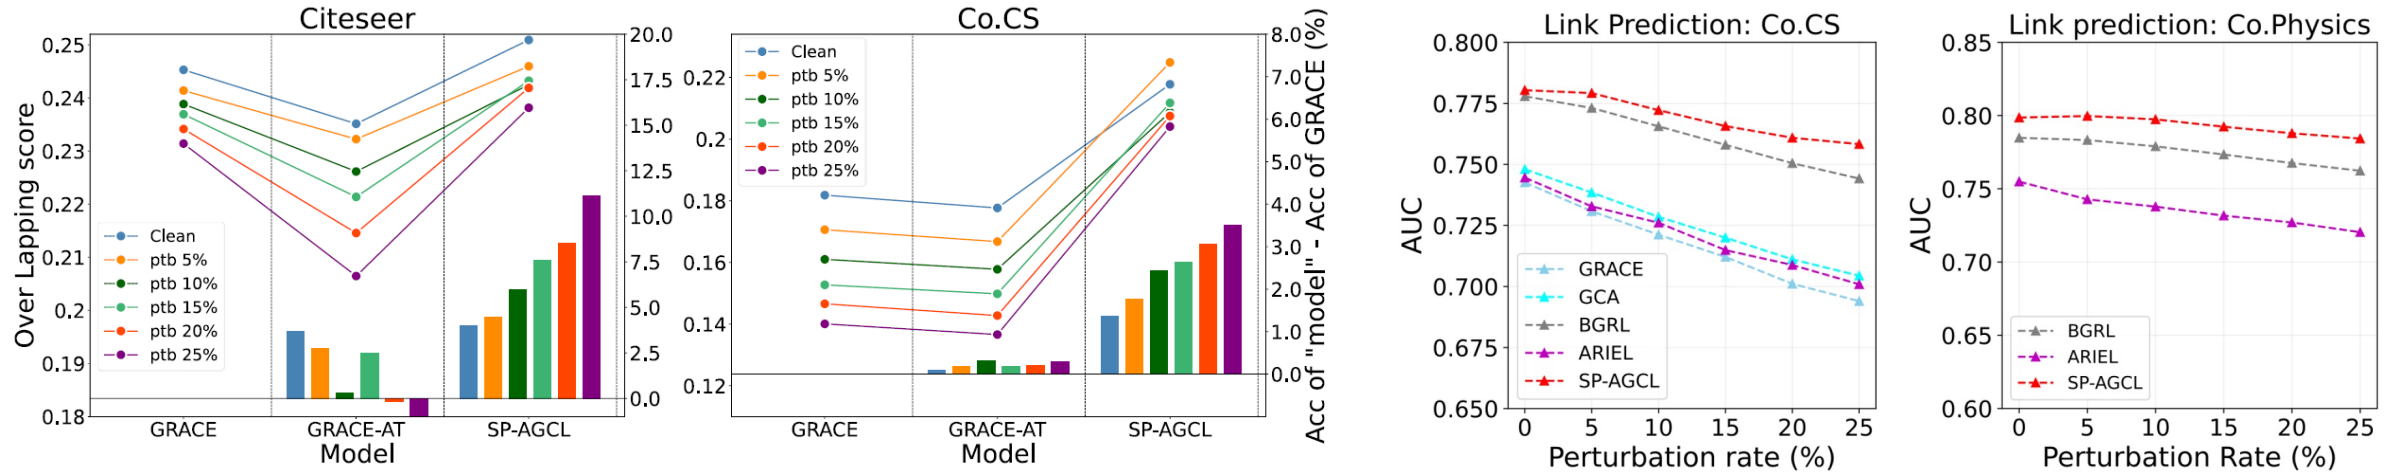 Citeseer
Over Lapping score
0.25
0.24
0.23
0.22
0.21
0.2
0.19
0.18
20.0
17.5
15.0
12.5
10.0
7.5
5.0
2.5
0.0
Clean
ptb 5%
ptb 10%
ptb 15%
ptb 20%
ptb 25%
GRACE GRACE-AT SP-AGCL
Model
Co.CS
0.22
0.2
0.18
0.16
0.14
0.12
8.0
7.0
6.0
5.0
4.0
3.0
2.0
1.0
0.0
Clean
ptb 5%
ptb 10%
ptb 15%
ptb 20%
ptb 25%
GRACE GRACE-AT SP-AGCL
Model
Acc of "model" - Acc of GRACE (%)
Link Prediction: Co.CS
AUC
0.800
0.775
0.750
0.725
0.700
0.675
0.650
GRACE
GCA
BGRL
ARIEL
SP-AGCL
0 5 10 15 20 25
Perturbation rate (%)
Link prediction: Co.Physics
AUC
0.85
0.80
0.75
0.70
0.65
0.60
BGRL
ARIEL
SP-AGCL
0 5 10 15 20 25
Perturbation Rate (%)